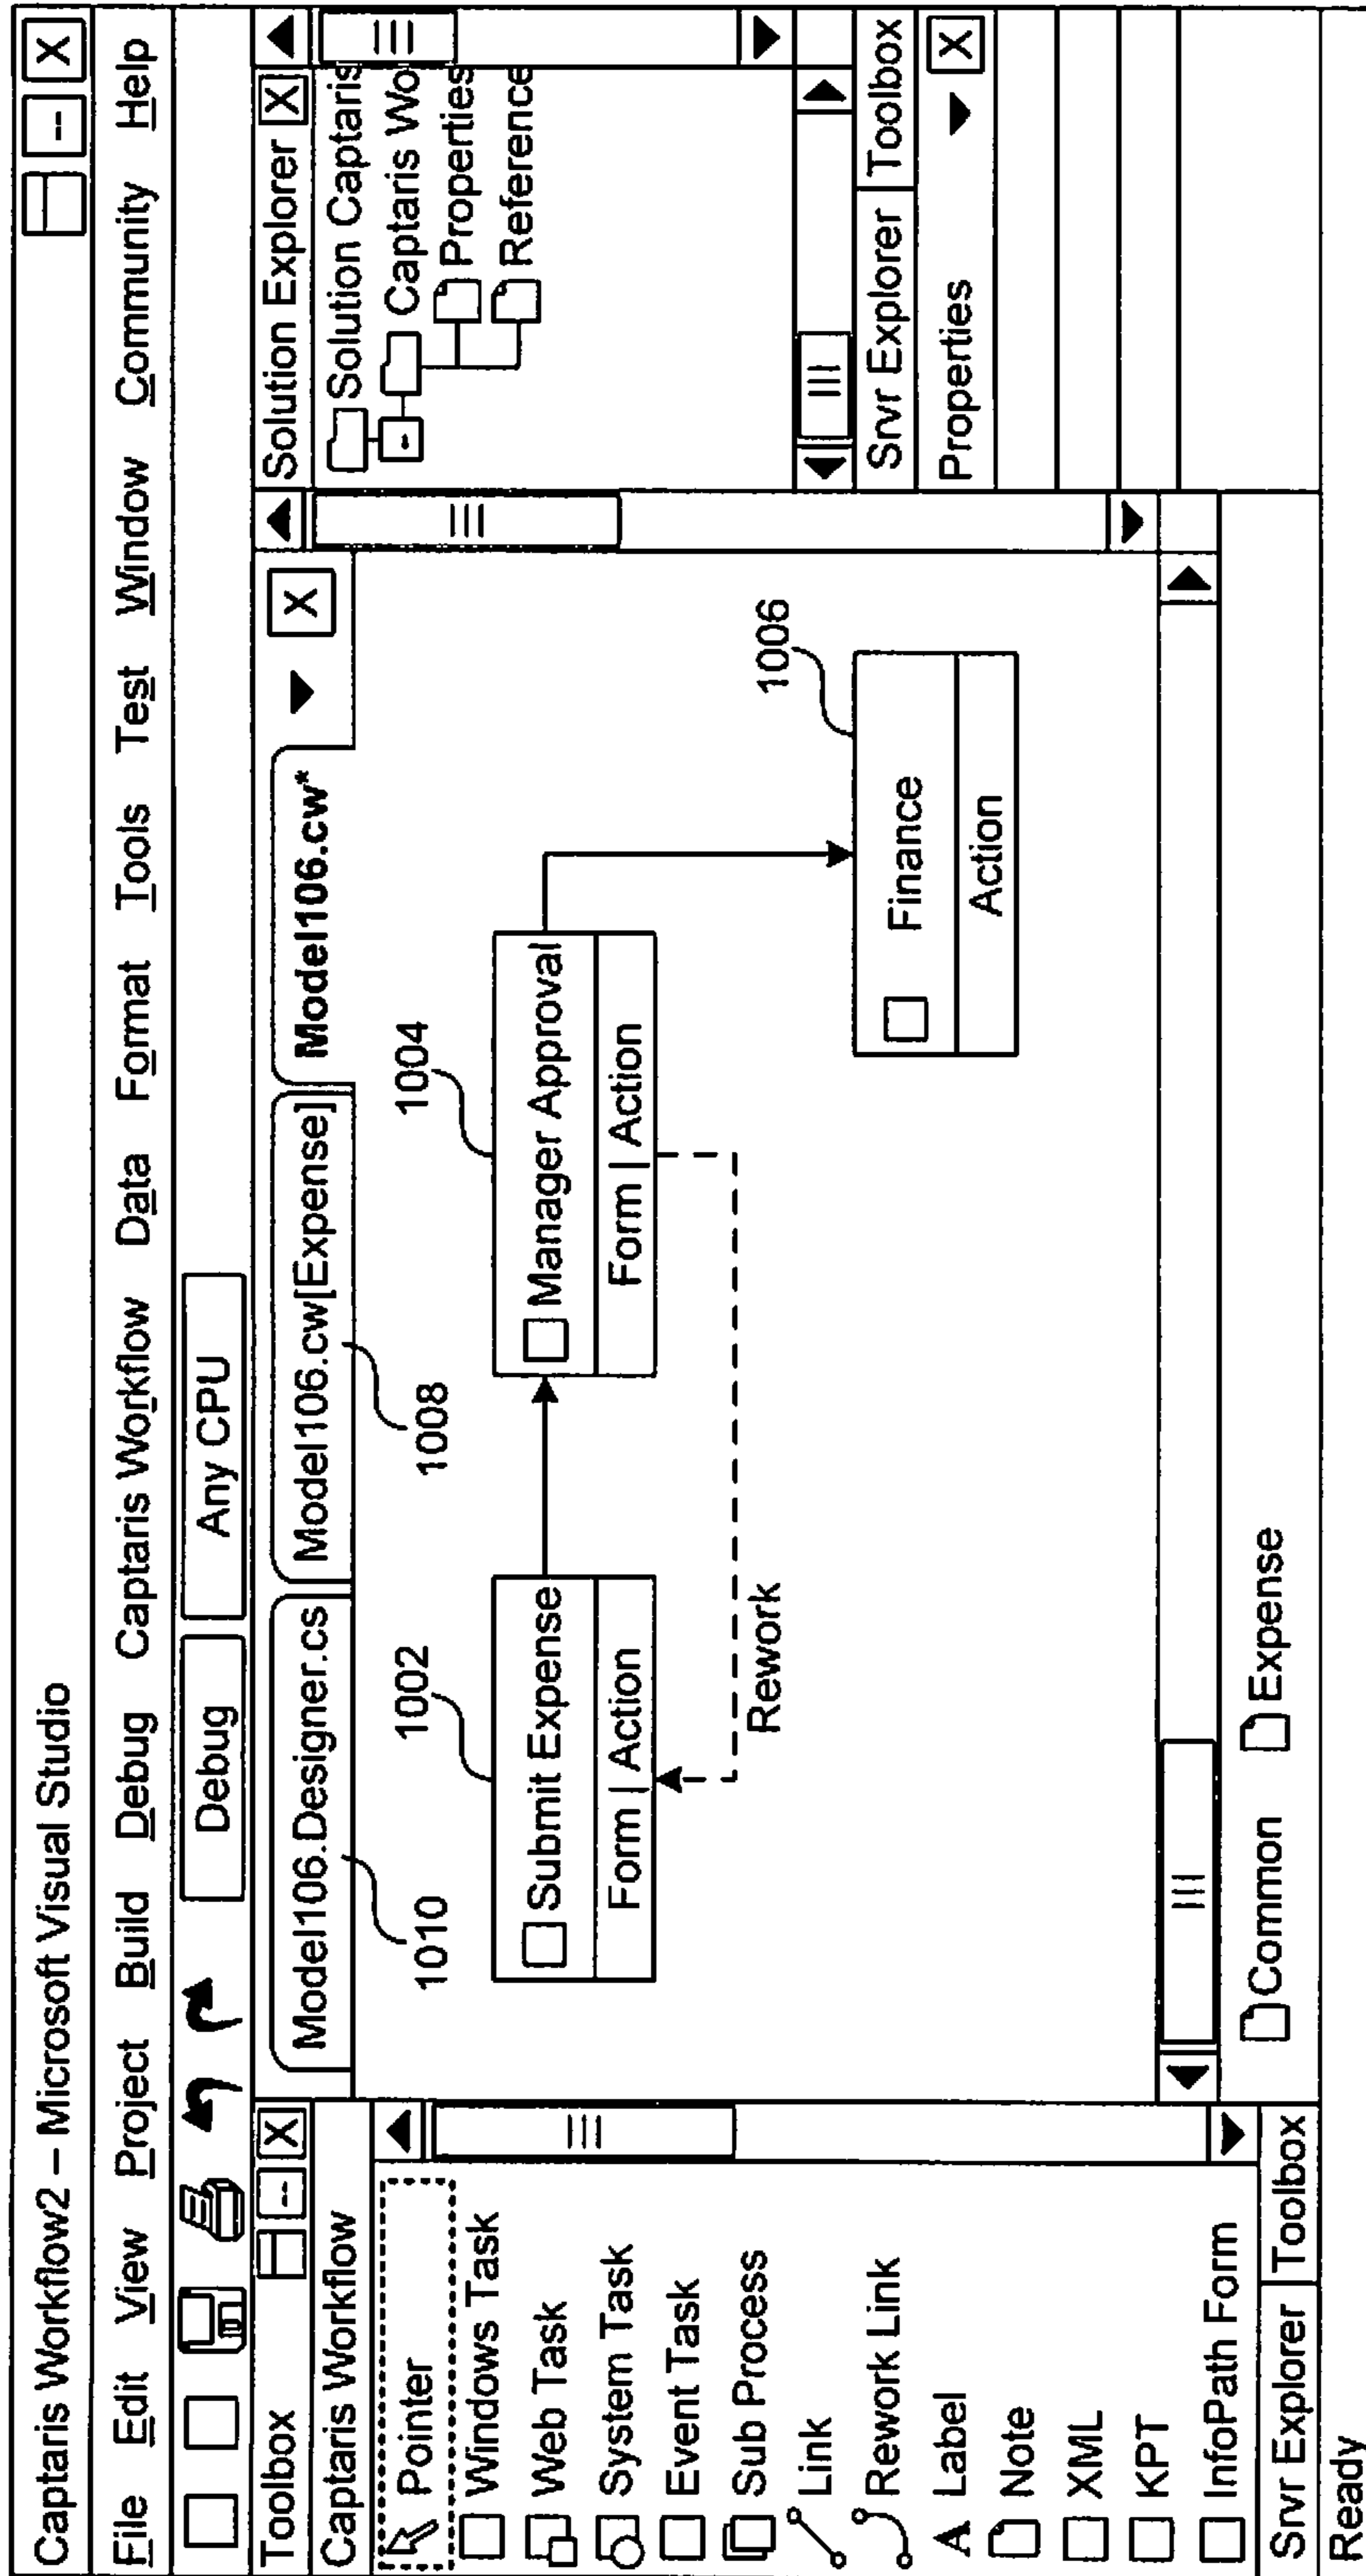 Captaris Workflow2 – Microsoft Visual Studio
X
File Edit View Project Build Debug Captaris Workflow Data Format Tools Test Window Community Help
Debug Any CPU
Toolbox X
Captaris Workflow
Pointer
Windows Task
Web Task
System Task
Event Task
Sub Process
Link
Rework Link
A Label
Note
XML
KPT
InfoPath Form
Srvr Explorer Toolbox
Ready
Model106.Designer.cs Model106.cw[Expense] Model106.cw* X
1010 1008
1002 1004
Submit Expense
Form | Action
Manager Approval
Form | Action
Rework
1006
Finance
Action
Common Expense
Solution Explorer X
Solution Captaris
Captaris Wo
Properties
Reference
Srvr Explorer Toolbox
Properties X